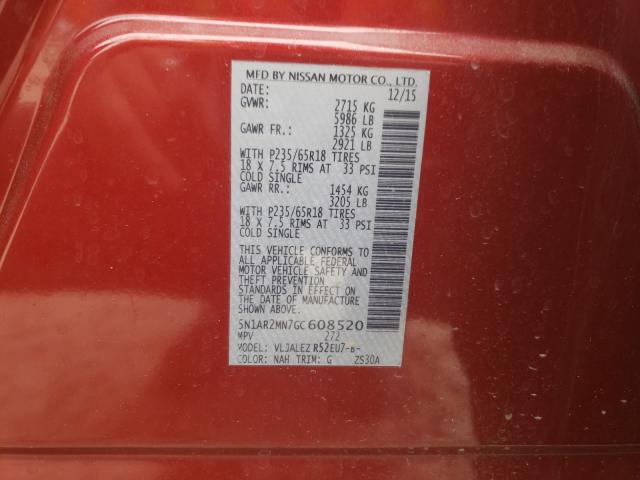 MFD BY NISSAN MOTOR CO., LTD.
DATE: 12/15
GVWR: 2715 KG
5986 LB
GAWR FR.: 1325 KG
2921 LB
WITH P235/65R18 TIRES
18 X 7.5 RIMS AT 33 PSI
COLD SINGLE
GAWR RR.: 1454 KG
3205 LB
WITH P235/65R18 TIRES
18 X 7.5 RIMS AT 33 PSI
COLD SINGLE
THIS VEHICLE CONFORMS TO
ALL APPLICABLE FEDERAL
MOTOR VEHICLE SAFETY AND
THEFT PREVENTION
STANDARDS IN EFFECT ON
THE DATE OF MANUFACTURE
SHOWN ABOVE.
5N1AR2MN7GC608520
MPV 272
MODEL: VLJALEZ R52EU7-B-
COLOR: NAH TRIM: G ZS30A